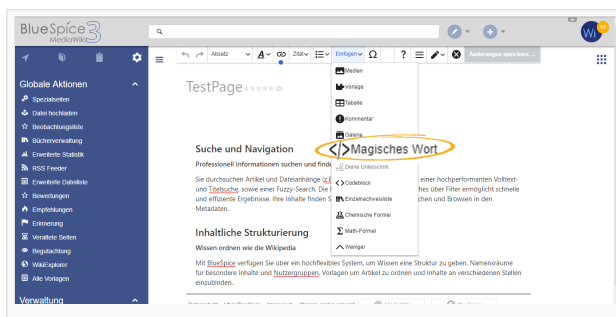 BlueSpice3
MediaWiki
WI
Absatz A Zitat Einfügen Ω ? Änderungen speichern ...
Globale Aktionen
Spezialseiten
Datei hochladen
Beobachtungsliste
Bücherverwaltung
Erweiterte Statistik
RSS Feeder
Erweiterte Dateiliste
Bewertungen
Empfehlungen
Erinnerung
Veraltete Seiten
Begutachtung
WikiExplorer
Alle Vorlagen
Verwaltung
TestPage
Medien
Vorlage
Tabelle
Kommentar
Galerie
</>Magisches Wort
Deine Unterschrift
Codeblock
Einzelnachweisliste
Chemische Formel
Math-Formel
Weniger
Suche und Navigation
Professionell Informationen suchen und finde
Sie durchsuchen Artikel und Dateianhänge einer hochperformanten Volltext-
und Titelsuche, sowie einer Fuzzy-Search. Die hes über Filter ermöglicht schnelle
und effiziente Ergebnisse. Ihre Inhalte finden S chen und Browsen in den
Metadaten.
Inhaltliche Strukturierung
Wissen ordnen wie die Wikipedia
Mit BlueSpice verfügen Sie über ein hochflexibles System, um Wissen eine Struktur zu geben. Namensräume
für besondere Inhalte und Nutzergruppen, Vorlagen um Artikel zu ordnen und Inhalte an verschiedenen Stellen
einzubinden.